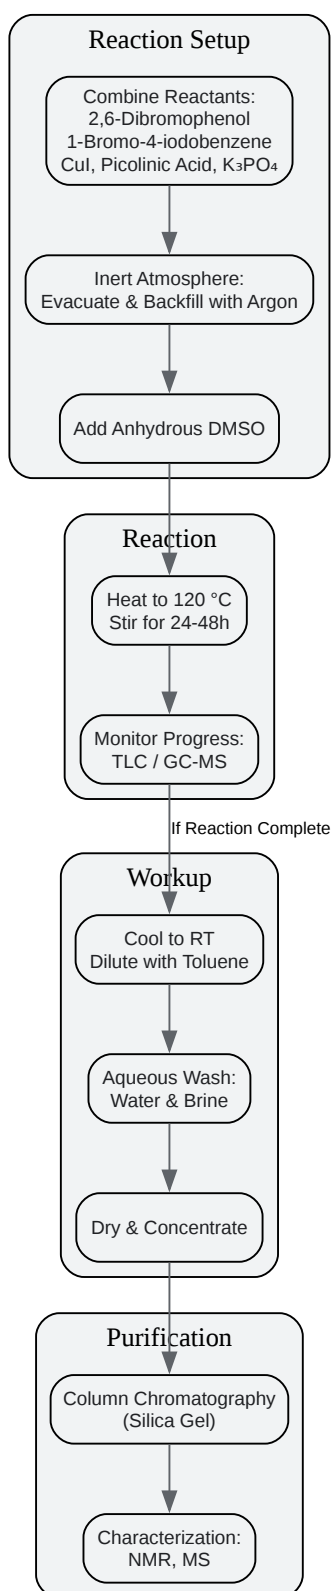 Reaction Setup
Combine Reactants:
2,6-Dibromophenol
1-Bromo-4-iodobenzene
CuI, Picolinic Acid, K₃PO₄
Inert Atmosphere:
Evacuate & Backfill with Argon
Add Anhydrous DMSO
Reaction
Heat to 120 °C
Stir for 24-48h
Monitor Progress:
TLC / GC-MS
If Reaction Complete
Workup
Cool to RT
Dilute with Toluene
Aqueous Wash:
Water & Brine
Dry & Concentrate
Purification
Column Chromatography
(Silica Gel)
Characterization:
NMR, MS